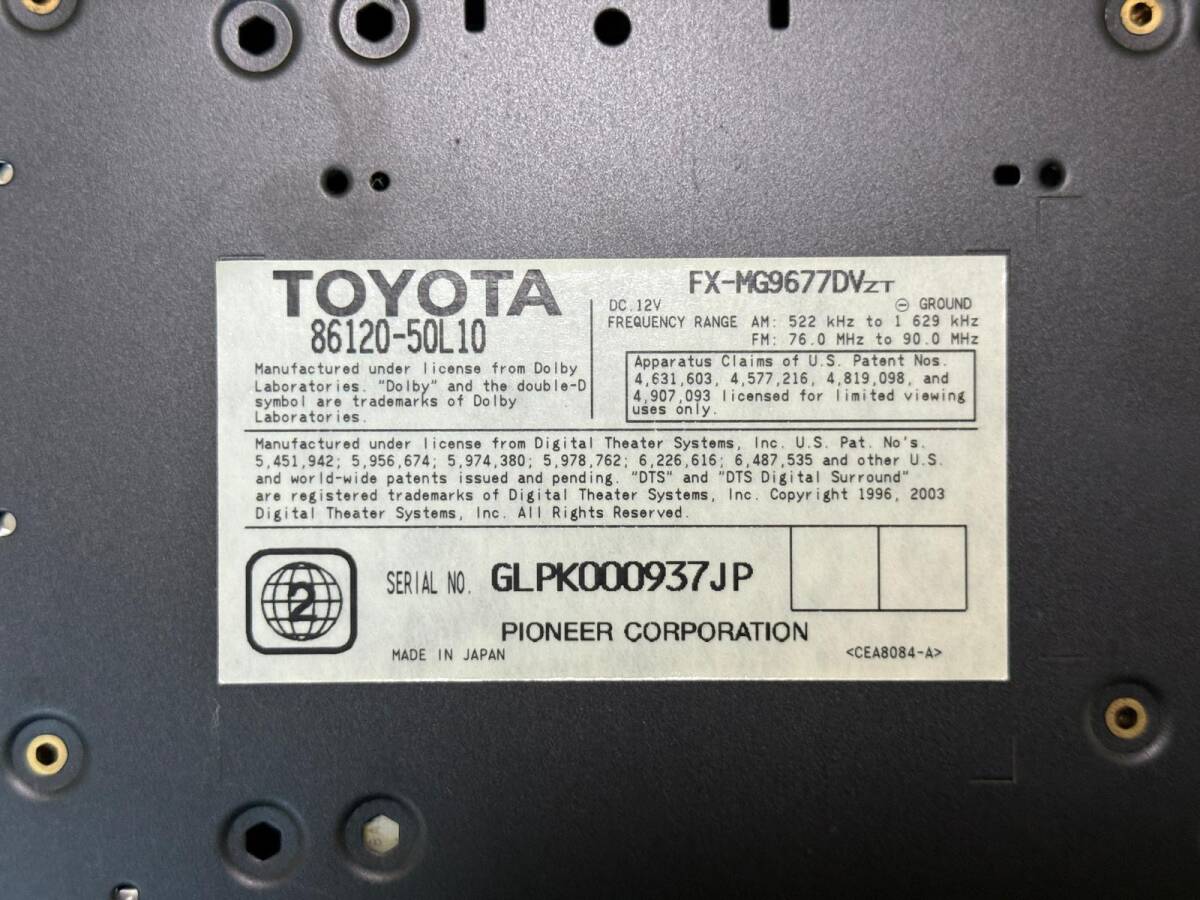 TOYOTA
86120-50L10
Manufactured under license from Dolby
Laboratories. "Dolby" and the double-D
symbol are trademarks of Dolby
Laboratories.
FX-MG9677DVZT
DC.12V ⊖ GROUND
FREQUENCY RANGE AM: 522 kHz to 1 629 kHz
FM: 76.0 MHz to 90.0 MHz
Apparatus Claims of U.S. Patent Nos.
4,631,603, 4,577,216, 4,819,098, and
4,907,093 licensed for limited viewing
uses only.
Manufactured under license from Digital Theater Systems, Inc. U.S. Pat. No's.
5,451,942; 5,956,674; 5,974,380; 5,978,762; 6,226,616; 6,487,535 and other U.S.
and world-wide patents issued and pending. "DTS" and "DTS Digital Surround"
are registered trademarks of Digital Theater Systems, Inc. Copyright 1996, 2003
Digital Theater Systems, Inc. All Rights Reserved.
2
SERIAL NO. GLPK000937JP
PIONEER CORPORATION
MADE IN JAPAN <CEA8084-A>